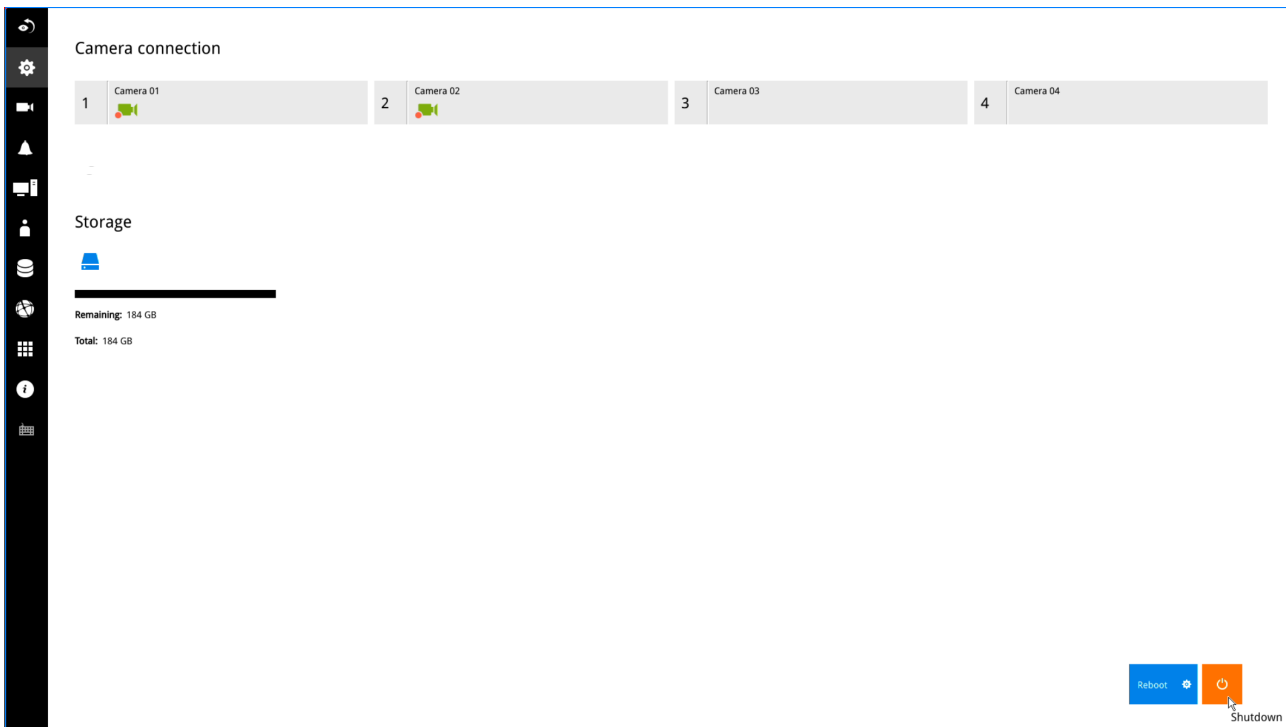 Camera connection
1 Camera 01
2 Camera 02
3 Camera 03
4 Camera 04
Storage
Remaining: 184 GB
Total: 184 GB
Reboot
Shutdown